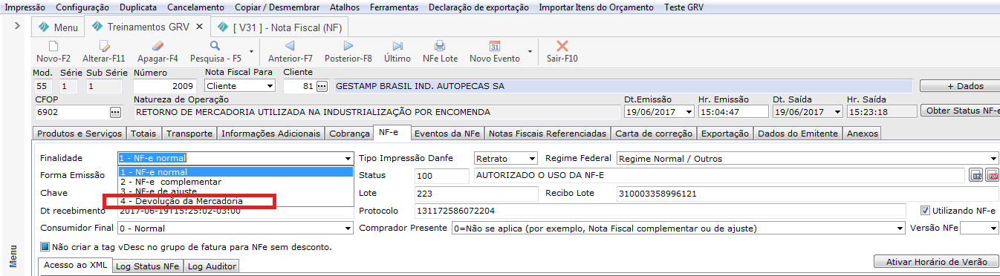 Impressão Configuração Duplicata Cancelamento Copiar / Desmembrar Atalhos Ferramentas Declaração de exportação Importar Itens do Orçamento Teste GRV
Menu Treinamentos GRV [ V31 ] - Nota Fiscal (NF)
Novo-F2 Alterar-F11 Apagar-F4 Pesquisa - F5 Anterior-F7 Posterior-F8 Último NFe Lote Novo Evento Sair-F10
Mod. Série Sub Série Número Nota Fiscal Para Cliente
55 1 1 2009 Cliente 81 ... GESTAMP BRASIL IND. AUTOPECAS SA + Dados
CFOP Natureza de Operação Dt.Emissão Hr. Emissão Dt. Saída Hr. Saída
6902 ... RETORNO DE MERCADORIA UTILIZADA NA INDUSTRIALIZAÇÃO POR ENCOMENDA 19/06/2017 15:04:47 19/06/2017 15:23:18 Obter Status NF-e
Produtos e Serviços Totais Transporte Informações Adicionais Cobrança NF-e Eventos da NFe Notas Fiscais Referenciadas Carta de correção Exportação Dados do Emitente Anexos
Finalidade 1 - NF-e normal Tipo Impressão Danfe Retrato Regime Federal Regime Normal / Outros
1 - NF-e normal
Forma Emissão 2 - NF-e complementar Status 100 AUTORIZADO O USO DA NF-E
Chave 3 - NF-e de ajuste Lote 223 Recibo Lote 310003358996121
4 - Devolução da Mercadoria
Dt recebimento 2017-06-19T15:25:02-03:00 Protocolo 131172586072204 Utilizando NF-e
Consumidor Final 0 - Normal Comprador Presente 0=Não se aplica (por exemplo, Nota Fiscal complementar ou de ajuste) Versão NFe
Não criar a tag vDesc no grupo de fatura para NFe sem desconto.
Acesso ao XML Log Status NFe Log Auditor Ativar Horário de Verão
Menu